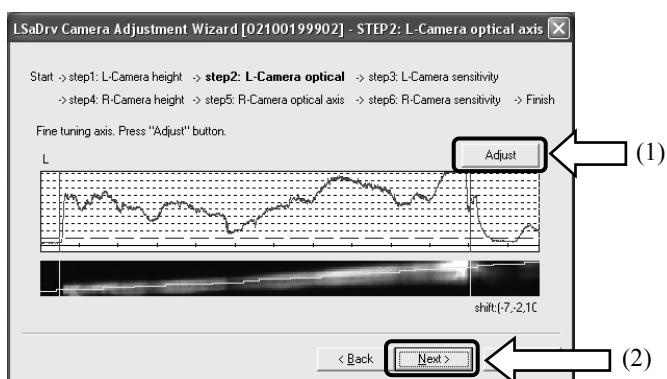 LSaDrv Camera Adjustment Wizard [02100199902] - STEP2: L-Camera optical axis
Start -> step1: L-Camera height -> step2: L-Camera optical -> step3: L-Camera sensitivity
-> step4: R-Camera height -> step5: R-Camera optical axis -> step6: R-Camera sensitivity -> Finish
Fine tuning axis. Press "Adjust" button.
Adjust
(1)
L
shift:(-7,-2,10
< Back
Next >
(2)